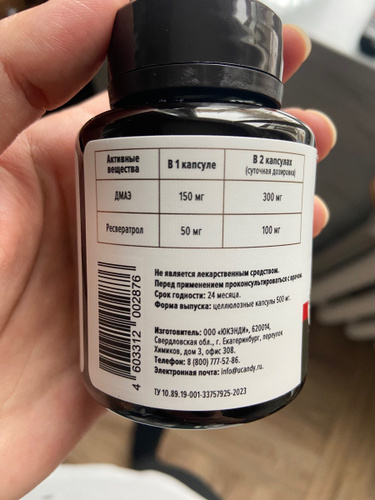 Активные вещества | В 1 капсуле | В 2 капсулах (суточная дозировка)
ДМАЭ | 150 мг | 300 мг
Ресвератрол | 50 мг | 100 мг
Не является лекарственным средством.
Перед применением проконсультироваться с врачом.
Срок годности: 24 месяца.
Форма выпуска: целлюлозные капсулы 500 мг.
Изготовитель: ООО «ЮКЭНДИ», 620014,
Свердловская обл., г. Екатеринбург, переулок
Химиков, дом 3, офис 308.
Телефон: 8 (800) 777-52-86.
Электронная почта: info@ucandy.ru.
ТУ 10.89.19-001-33757925-2023
4 603312 002876